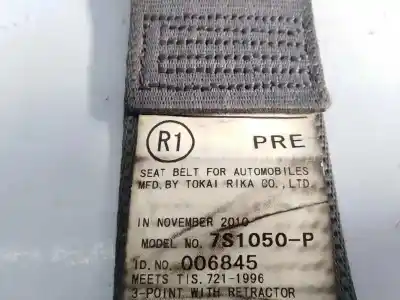 R1 PRE
SEAT BELT FOR AUTOMOBILES
MFD. BY TOKAI RIKA CO., LTD.
IN NOVEMBER 2010
MODEL NO. 7S1050-P
ID. NO. 006845
MEETS TIS. 721-1996
3-POINT WITH RETRACTOR